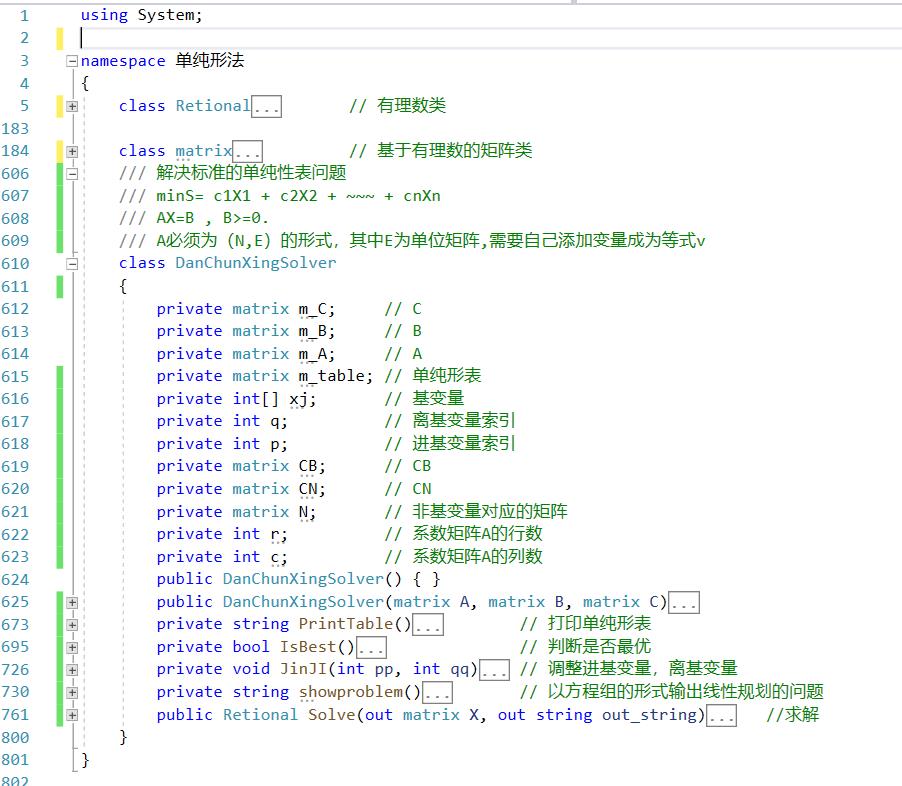 1 using System;
2
3 namespace 单纯形法
4 {
5 class Retional... // 有理数类
183
184 class matrix... // 基于有理数的矩阵类
606 /// 解决标准的单纯性表问题
607 /// minS= c1X1 + c2X2 + ~~~ + cnXn
608 /// AX=B , B>=0.
609 /// A必须为（N,E）的形式，其中E为单位矩阵,需要自己添加变量成为等式v
610 class DanChunXingSolver
611 {
612 private matrix m_C; // C
613 private matrix m_B; // B
614 private matrix m_A; // A
615 private matrix m_table; // 单纯形表
616 private int[] xj; // 基变量
617 private int q; // 离基变量索引
618 private int p; // 进基变量索引
619 private matrix CB; // CB
620 private matrix CN; // CN
621 private matrix N; // 非基变量对应的矩阵
622 private int r; // 系数矩阵A的行数
623 private int c; // 系数矩阵A的列数
624 public DanChunXingSolver() { }
625 public DanChunXingSolver(matrix A, matrix B, matrix C)...
673 private string PrintTable()... // 打印单纯形表
695 private bool IsBest()... // 判断是否最优
726 private void JinJI(int pp, int qq)... // 调整进基变量，离基变量
730 private string showproblem()... // 以方程组的形式输出线性规划的问题
761 public Retional Solve(out matrix X, out string out_string)... //求解
800 }
801 }
802